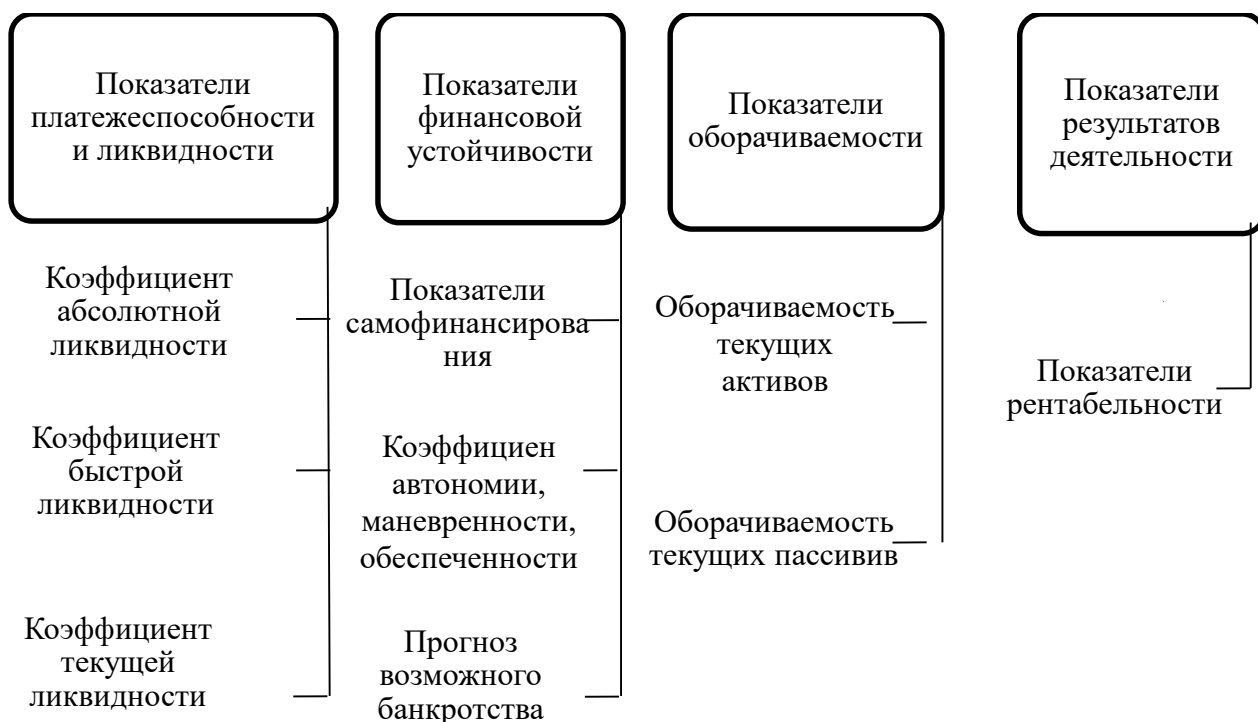 Показатели
платежеспособности
и ликвидности
Коэффициент
абсолютной
ликвидности
Коэффициент
быстрой
ликвидности
Коэффициент
текущей
ликвидности
Показатели
финансовой
устойчивости
Показатели
самофинансирова
ния
Коэффициен
автономии,
маневренности,
обеспеченности
Прогноз
возможного
банкротства
Показатели
оборачиваемости
Оборачиваемость
текущих
активов
Оборачиваемость
текущих пассивив
Показатели
результатов
деятельности
Показатели
рентабельности